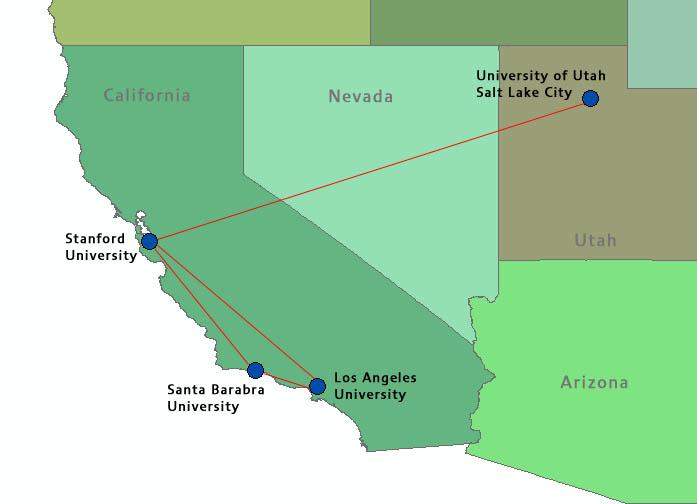 University of Utah
Salt Lake City
California
Nevada
Stanford
University
Utah
Los Angeles
University
Santa Barabra
University
Arizona